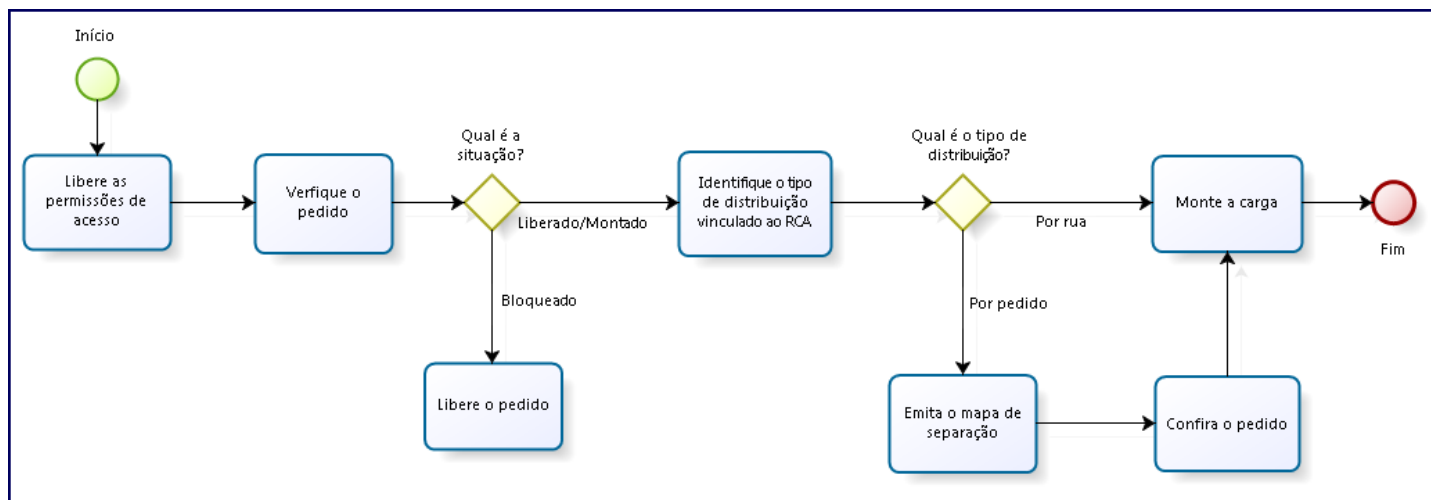 Início
Libere as
permissões de
acesso
Verfique o
pedido
Qual é a
situação?
Liberado/Montado
Bloqueado
Libere o pedido
Identifique o tipo
de distribuição
vinculado ao RCA
Qual é o tipo de
distribuição?
Por rua
Por pedido
Emita o mapa de
separação
Confira o pedido
Monte a carga
Fim